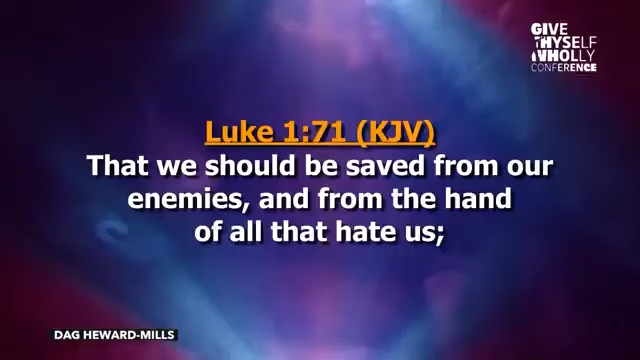 GIVE
THYSELF
WHOLLY
CONFERENCE
Luke 1:71 (KJV)
That we should be saved from our
enemies, and from the hand
of all that hate us;
DAG HEWARD-MILLS